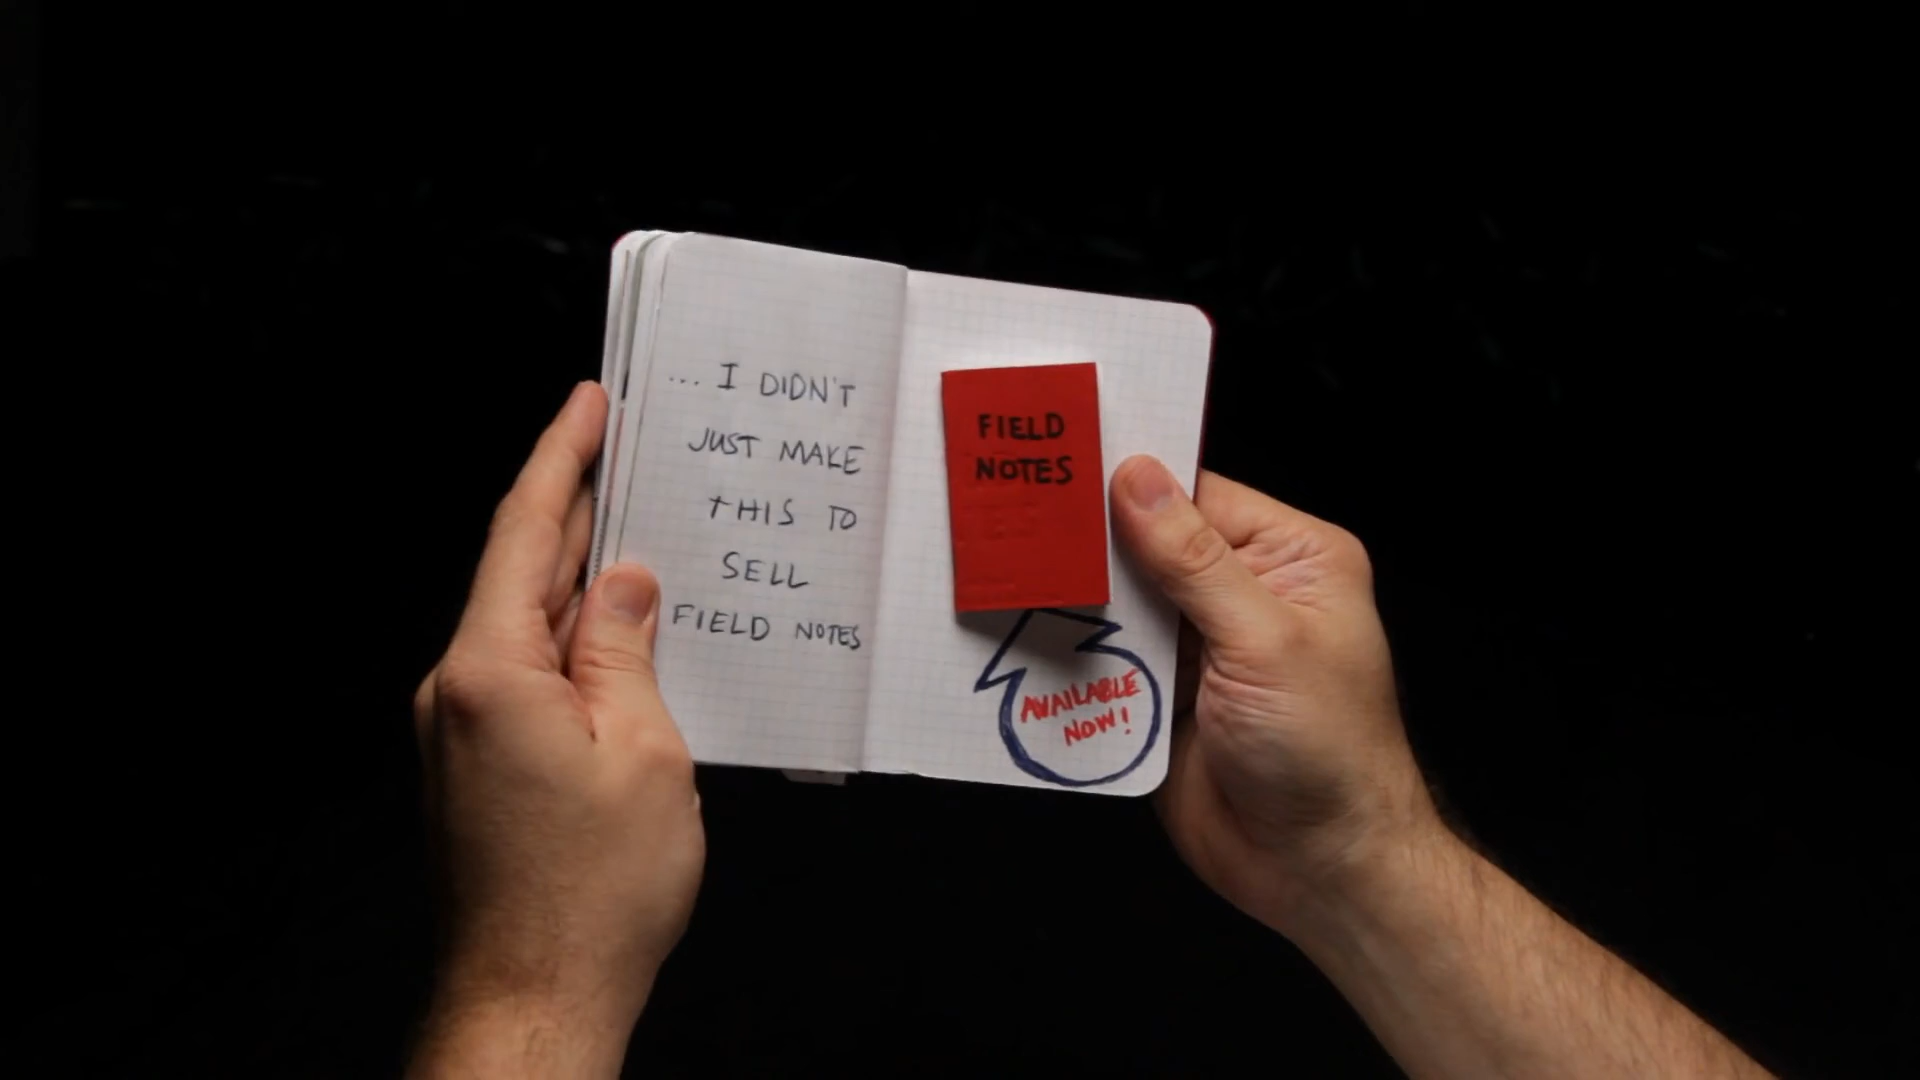 ... I DIDN'T
JUST MAKE
THIS TO
SELL
FIELD NOTES
FIELD
NOTES
AVAILABLE
NOW!